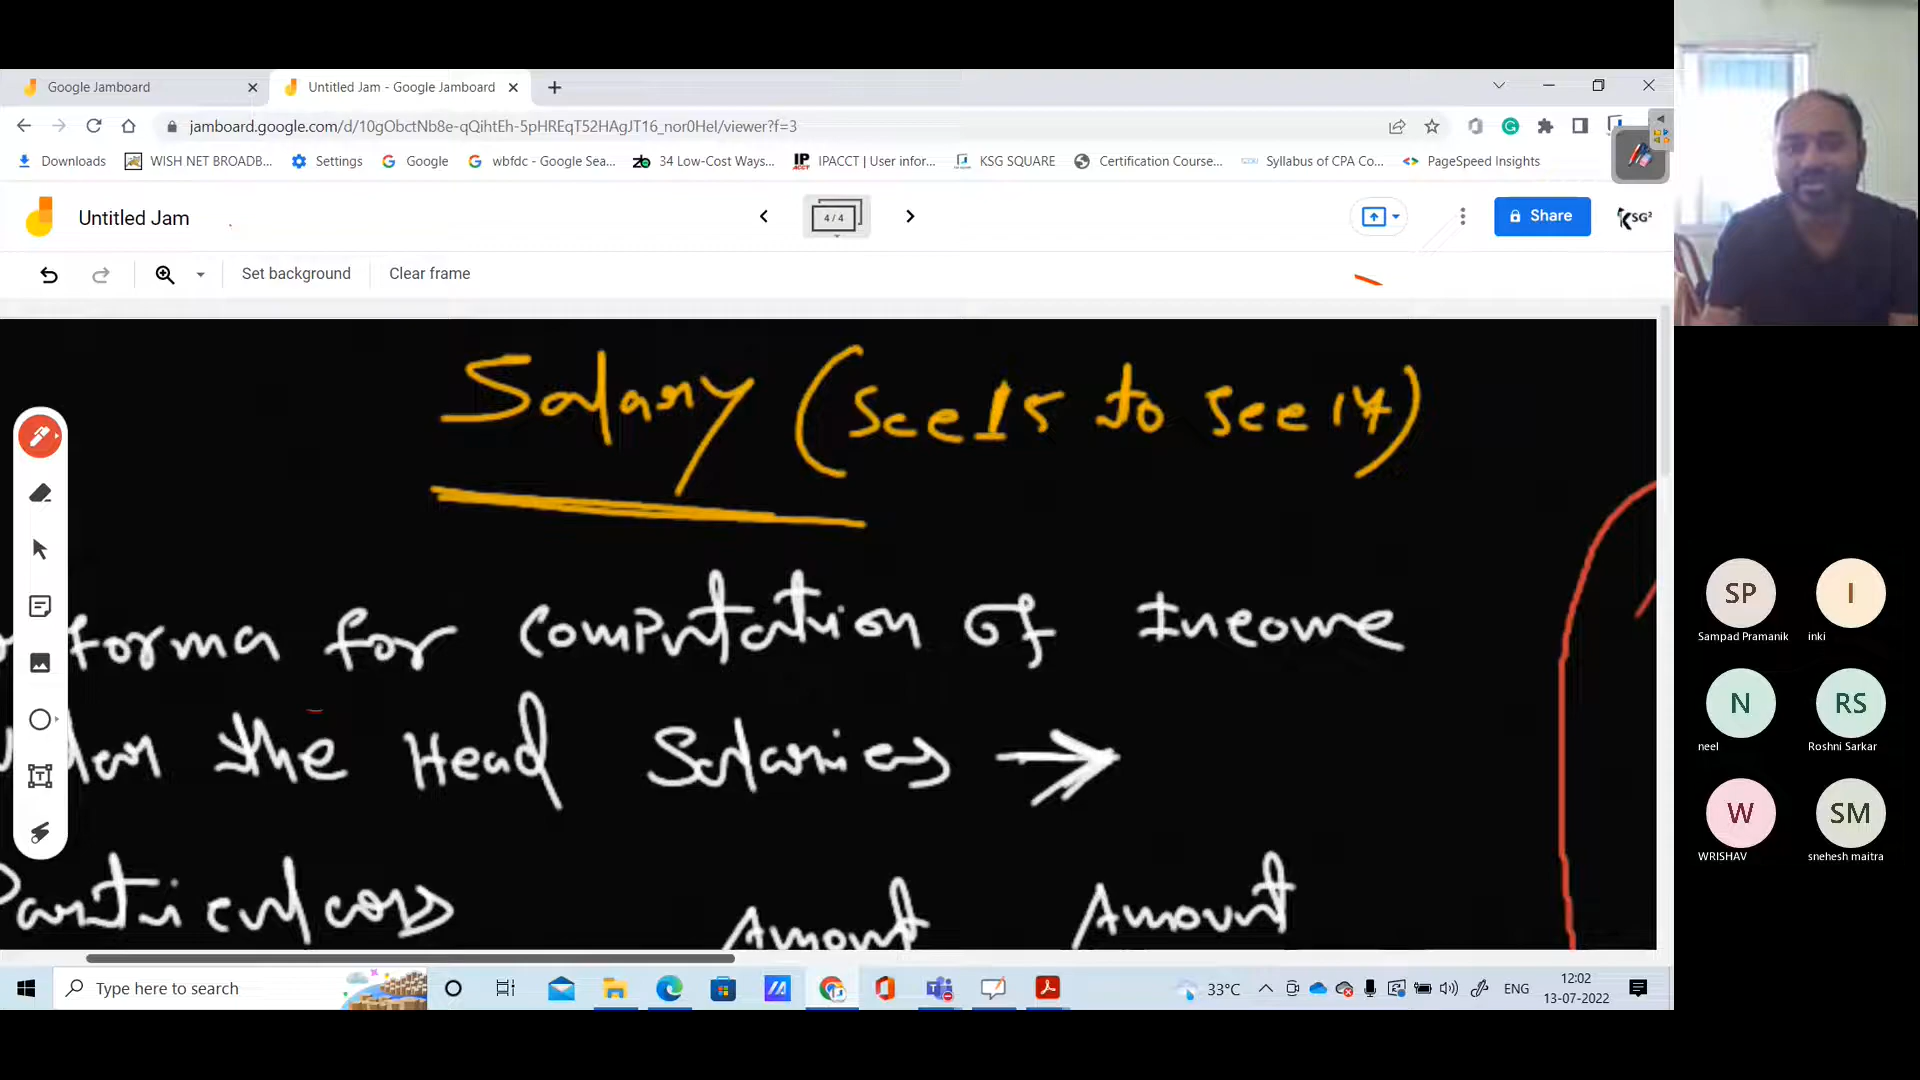 Google Jamboard
Untitled Jam - Google Jamboard
jamboard.google.com/d/10gObctNb8e-qQihtEh-5pHREqT52HAgJT16_nor0HeI/viewer?f=3
Downloads WISH NET BROADB... Settings Google wbfdc - Google Sea... 34 Low-Cost Ways... IPACCT | User infor... KSG SQUARE Certification Course... Syllabus of CPA Co... PageSpeed Insights
Untitled Jam 4 / 4 Share KSG²
Set background Clear frame
Salary (Sec 15 to Sec 17)
forma for Computation of Income
the Head Salaries →
Particulars Amount Amount
SP I
Sampad Pramanik inki
N RS
neel Roshni Sarkar
W SM
WRISHAV snehesh maitra
Type here to search 33°C ENG 12:02
13-07-2022